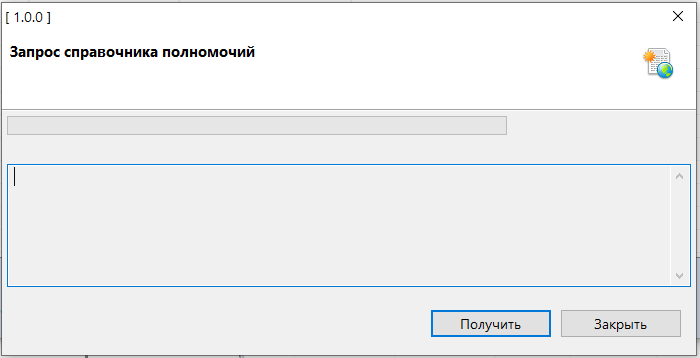 [ 1.0.0 ]
Запрос справочника полномочий
Получить
Закрыть